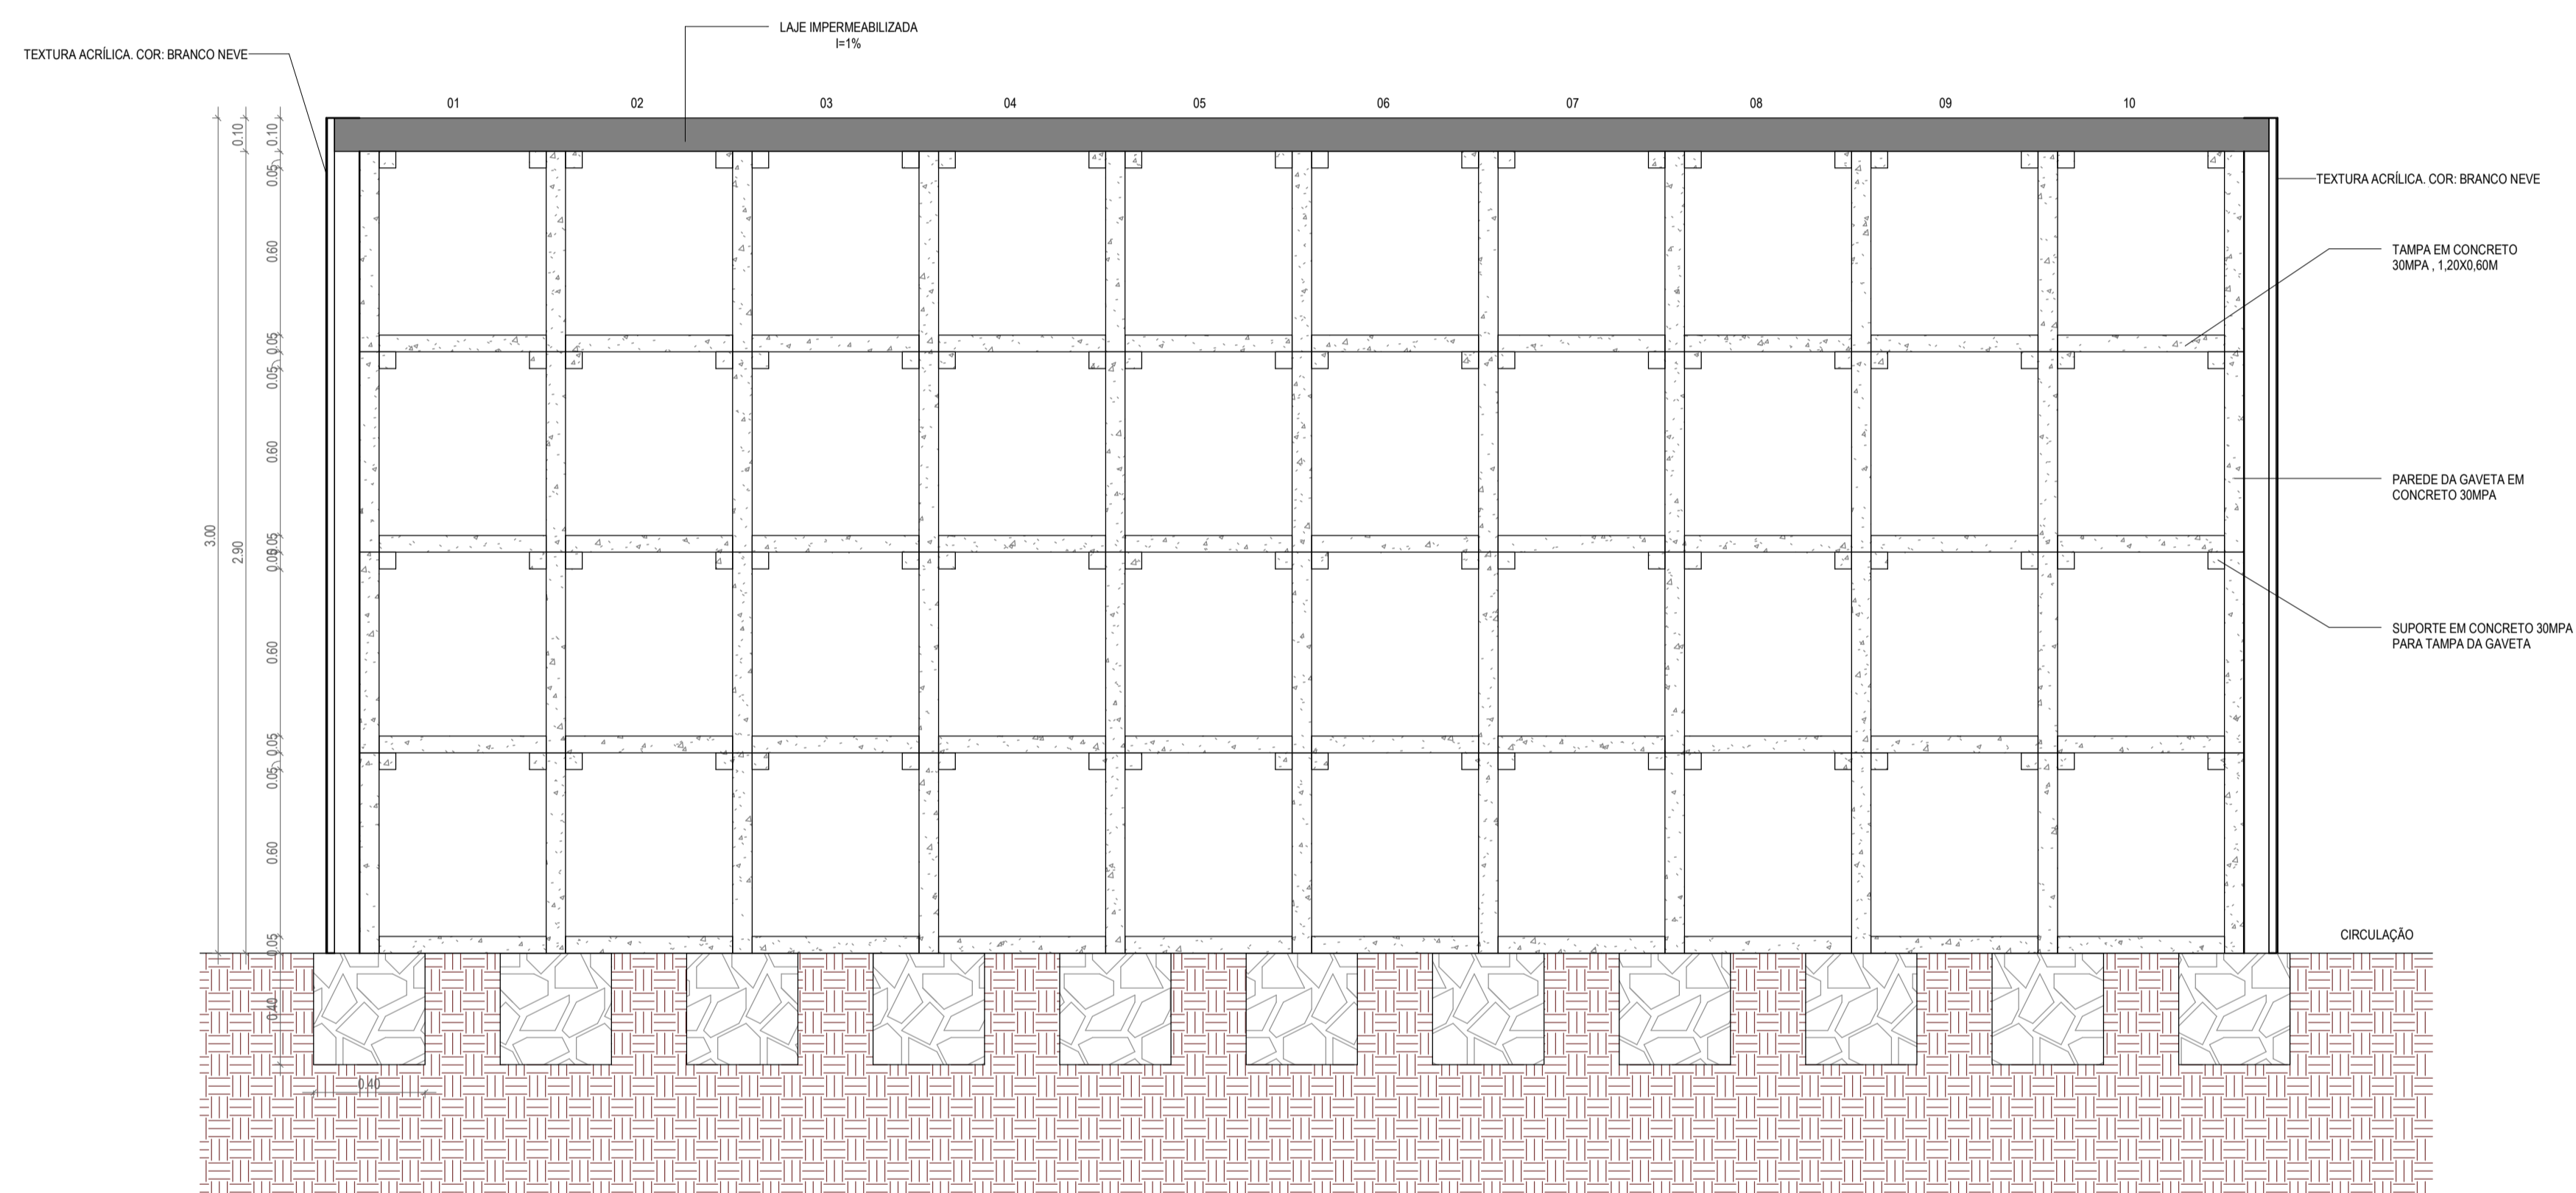 LAJE IMPERMEABILIZADA
I=1%
TEXTURA ACRÍLICA. COR: BRANCO NEVE
01 02 03 04 05 06 07 08 09 10
0.10
0.10
0.05
TEXTURA ACRÍLICA. COR: BRANCO NEVE
0.60
TAMPA EM CONCRETO
30MPA , 1,20X0,60M
0.05
0.05
0.60
PAREDE DA GAVETA EM
CONCRETO 30MPA
3.00
2.90
0.05
0.05
0.60
SUPORTE EM CONCRETO 30MPA
PARA TAMPA DA GAVETA
0.05
0.05
0.60
0.05
CIRCULAÇÃO
0.40
0.40